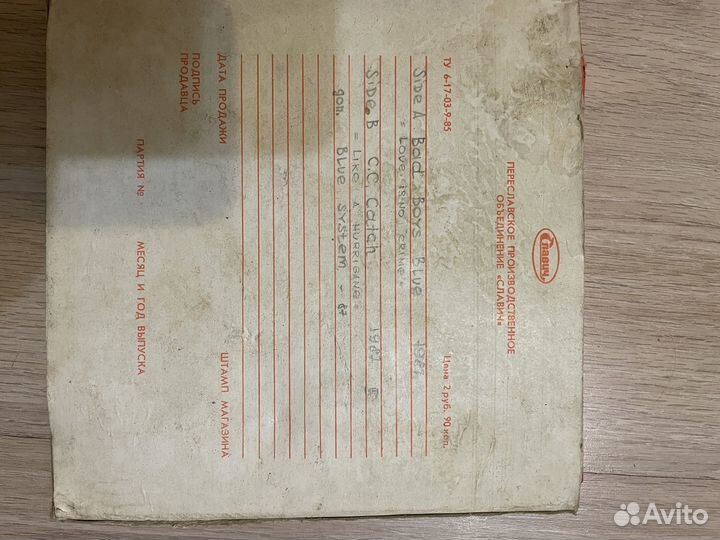 Славич
ПЕРЕСЛАВСКОЕ ПРОИЗВОДСТВЕННОЕ
ОБЪЕДИНЕНИЕ «СЛАВИЧ»
ТУ 6-17-03-9-85
Цена 2 руб. 90 коп.
Side A Bad Boys Blue - 1987
= Love is no crime =
Side B C.C. Catch 1987
= Like a Hurrigane =
доп. Blue System - 87
ДАТА ПРОДАЖИ
ШТАМП МАГАЗИНА
ПОДПИСЬ
ПРОДАВЦА
ПАРТИЯ №
МЕСЯЦ И ГОД ВЫПУСКА
Avito